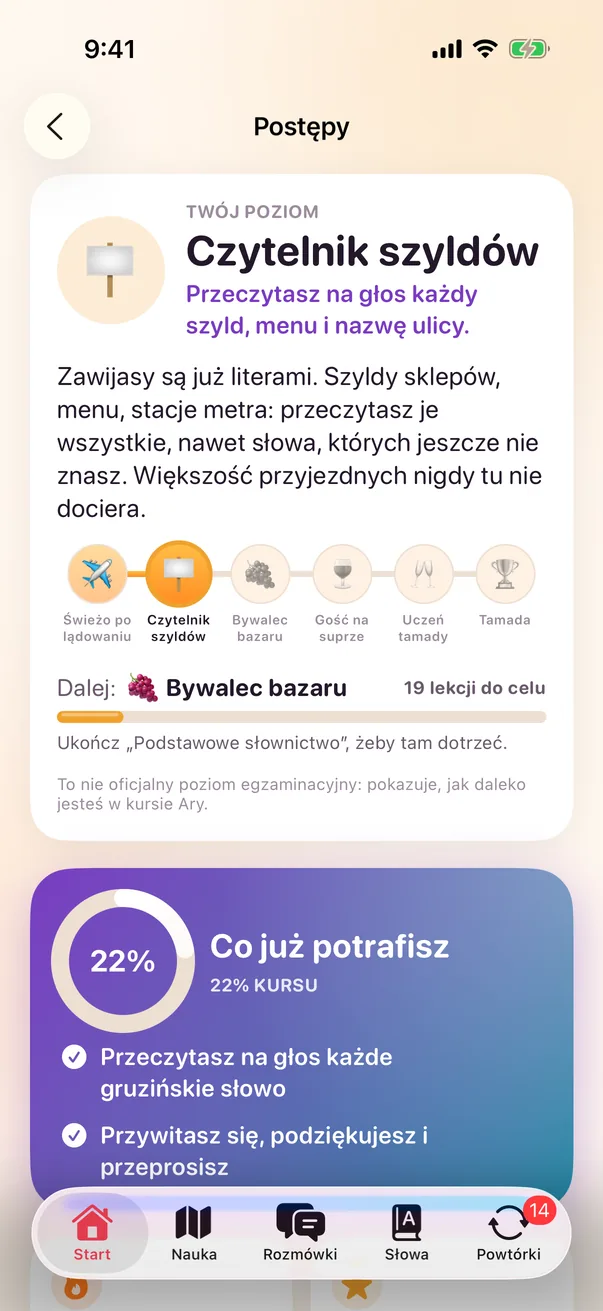 9:41
Postępy
TWÓJ POZIOM
Czytelnik szyldów
Przeczytasz na głos każdy
szyld, menu i nazwę ulicy.
Zawijasy są już literami. Szyldy sklepów,
menu, stacje metra: przeczytasz je
wszystkie, nawet słowa, których jeszcze nie
znasz. Większość przyjezdnych nigdy tu nie
dociera.
Świeżo po
lądowaniu
Czytelnik
szyldów
Bywalec
bazaru
Gość na
suprze
Uczeń
tamady
Tamada
Dalej: Bywalec bazaru 19 lekcji do celu
Ukończ „Podstawowe słownictwo”, żeby tam dotrzeć.
To nie oficjalny poziom egzaminacyjny: pokazuje, jak daleko
jesteś w kursie Ary.
22%
Co już potrafisz
22% KURSU
Przeczytasz na głos każde
gruzińskie słowo
Przywitasz się, podziękujesz i
przeprosisz
14
Start Nauka Rozmówki Słowa Powtórki